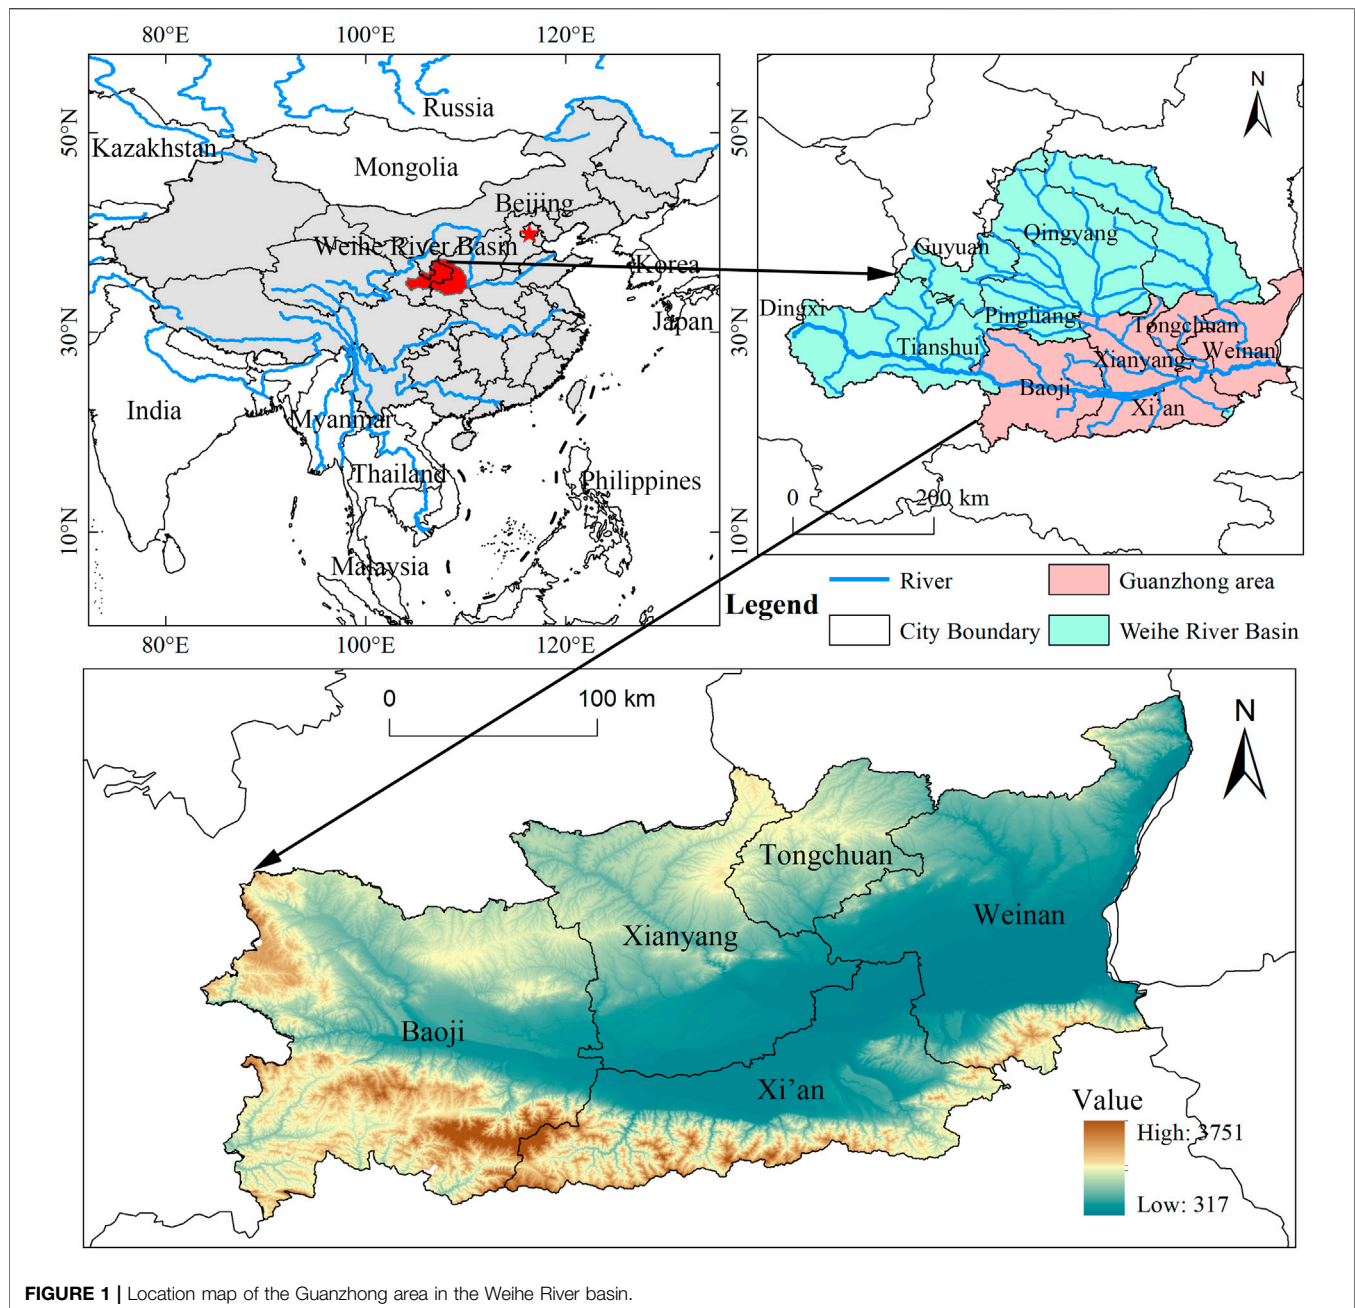 80°E 100°E 120°E
50°N
30°N
10°N
Russia
Kazakhstan
Mongolia
Beijing
Weihe River Basin
Korea
Japan
India
Myanmar
Thailand
Philippines
Malaysia
80°E 100°E 120°E
50°N
30°N
10°N
N
Qingyang
Guyuan
Dingxi
Pingliang
Tongchuan
Tianshui
Xianyang
Weinan
Baoji
Xi'an
0 200 km
Legend
River
Guanzhong area
City Boundary
Weihe River Basin
0 100 km
N
Tongchuan
Weinan
Xianyang
Baoji
Xi'an
Value
High: 3751
Low: 317
FIGURE 1 | Location map of the Guanzhong area in the Weihe River basin.